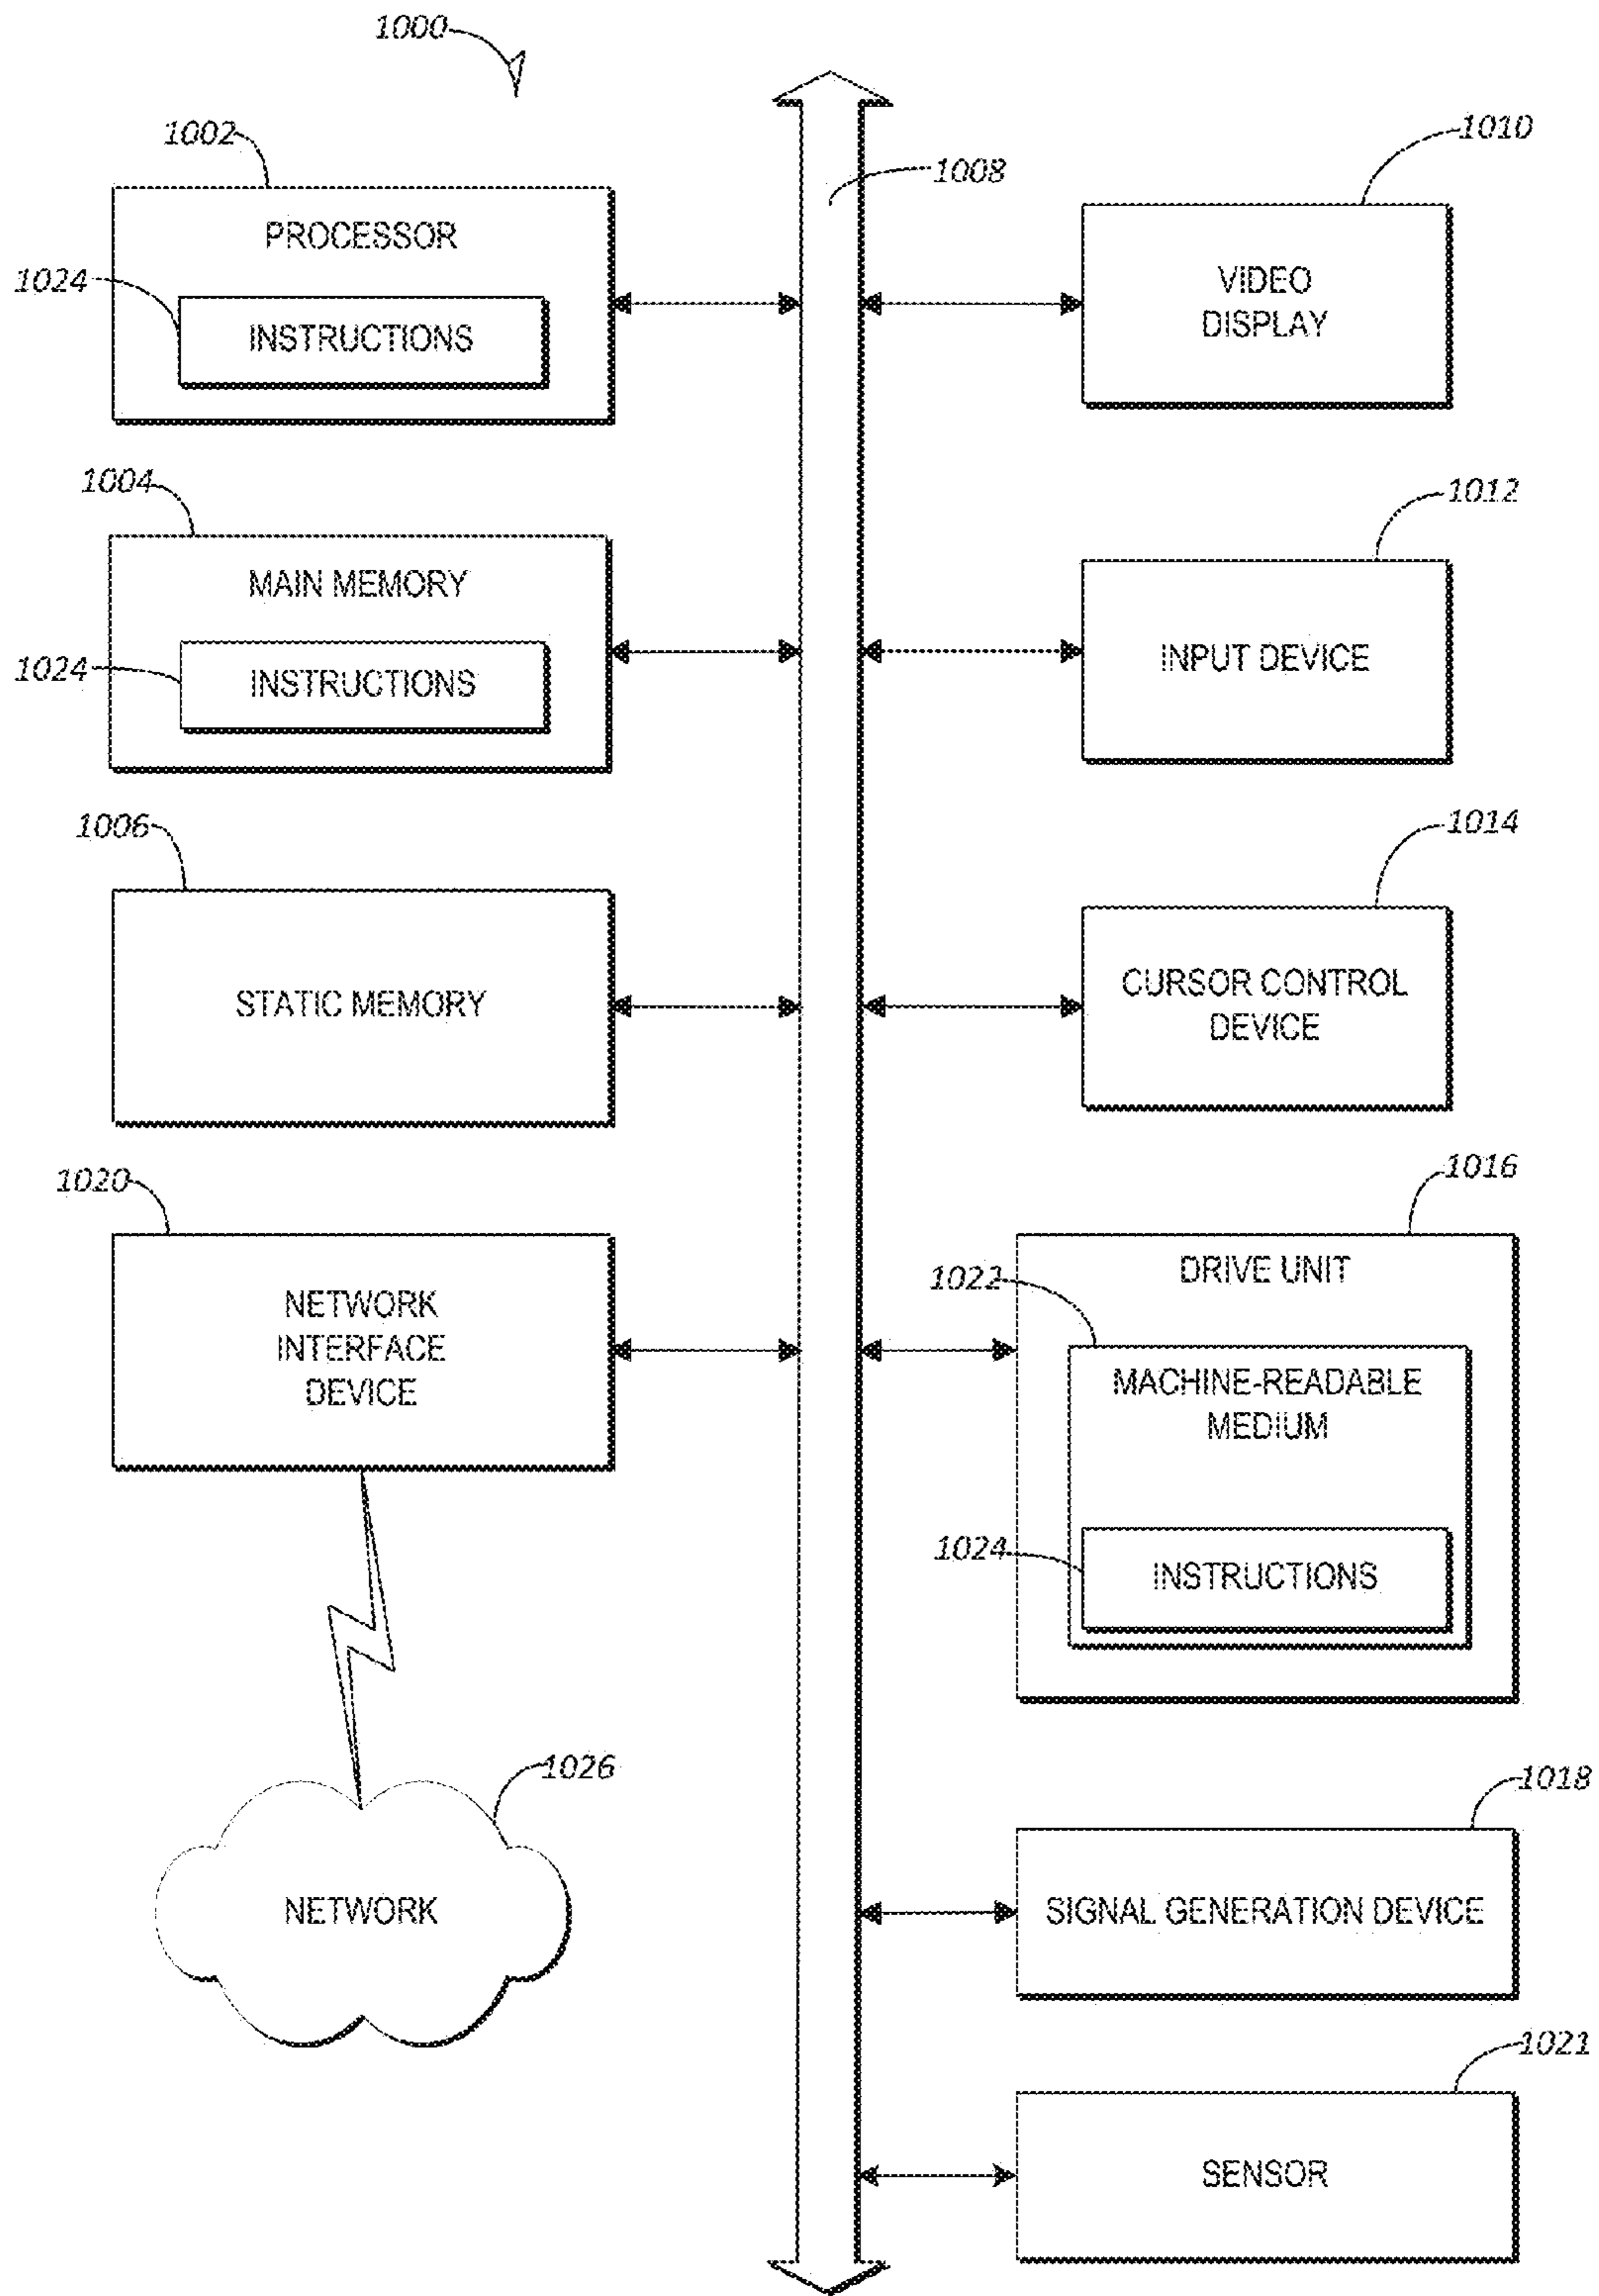 1000
1002
PROCESSOR
1024
INSTRUCTIONS
1004
MAIN MEMORY
1024
INSTRUCTIONS
1006
STATIC MEMORY
1020
NETWORK
INTERFACE
DEVICE
1026
NETWORK
1008
1010
VIDEO
DISPLAY
1012
INPUT DEVICE
1014
CURSOR CONTROL
DEVICE
1016
DRIVE UNIT
1022
MACHINE-READABLE
MEDIUM
1024
INSTRUCTIONS
1018
SIGNAL GENERATION DEVICE
1021
SENSOR